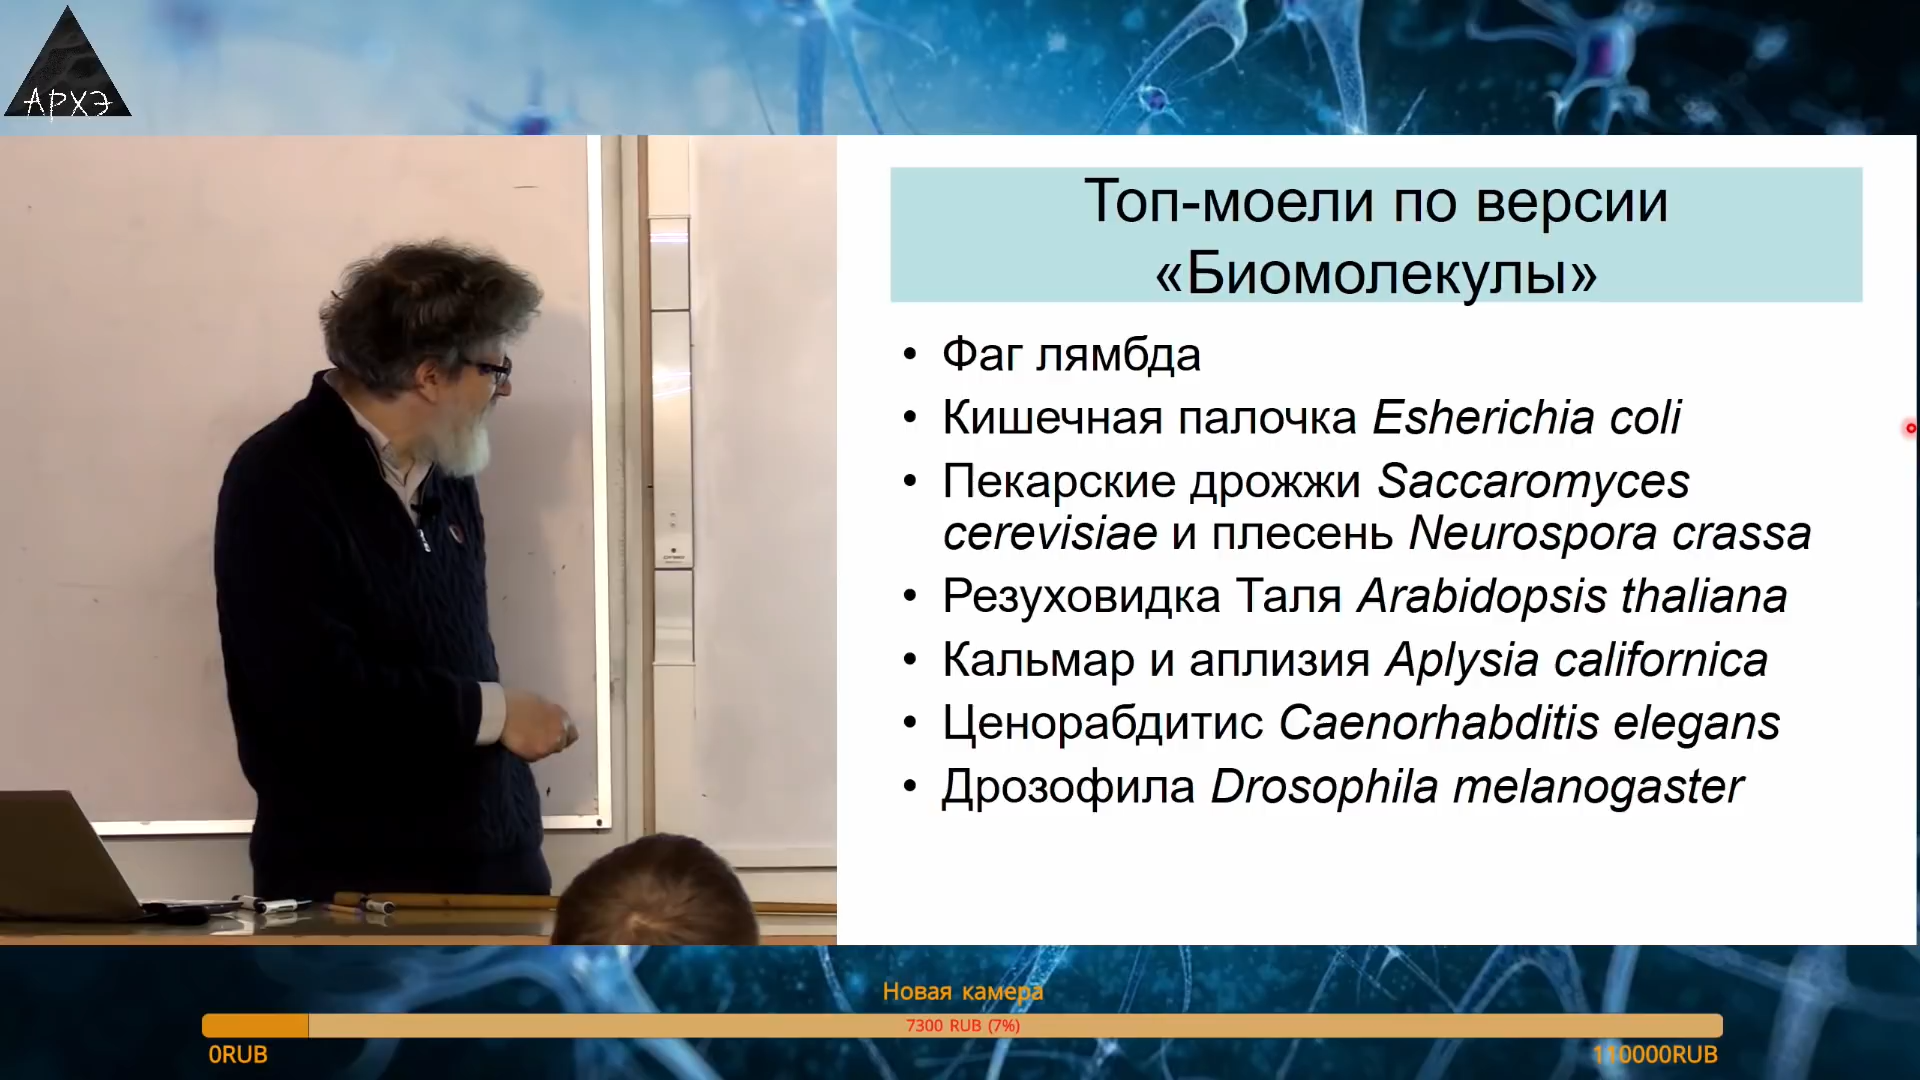 АРХЭ
Топ-моели по версии
«Биомолекулы»
• Фаг лямбда
• Кишечная палочка Esherichia coli
• Пекарские дрожжи Saccaromyces
cerevisiae и плесень Neurospora crassa
• Резуховидка Таля Arabidopsis thaliana
• Кальмар и аплизия Aplysia californica
• Ценорабдитис Caenorhabditis elegans
• Дрозофила Drosophila melanogaster
Новая камера
7300 RUB (7%)
0RUB
110000RUB